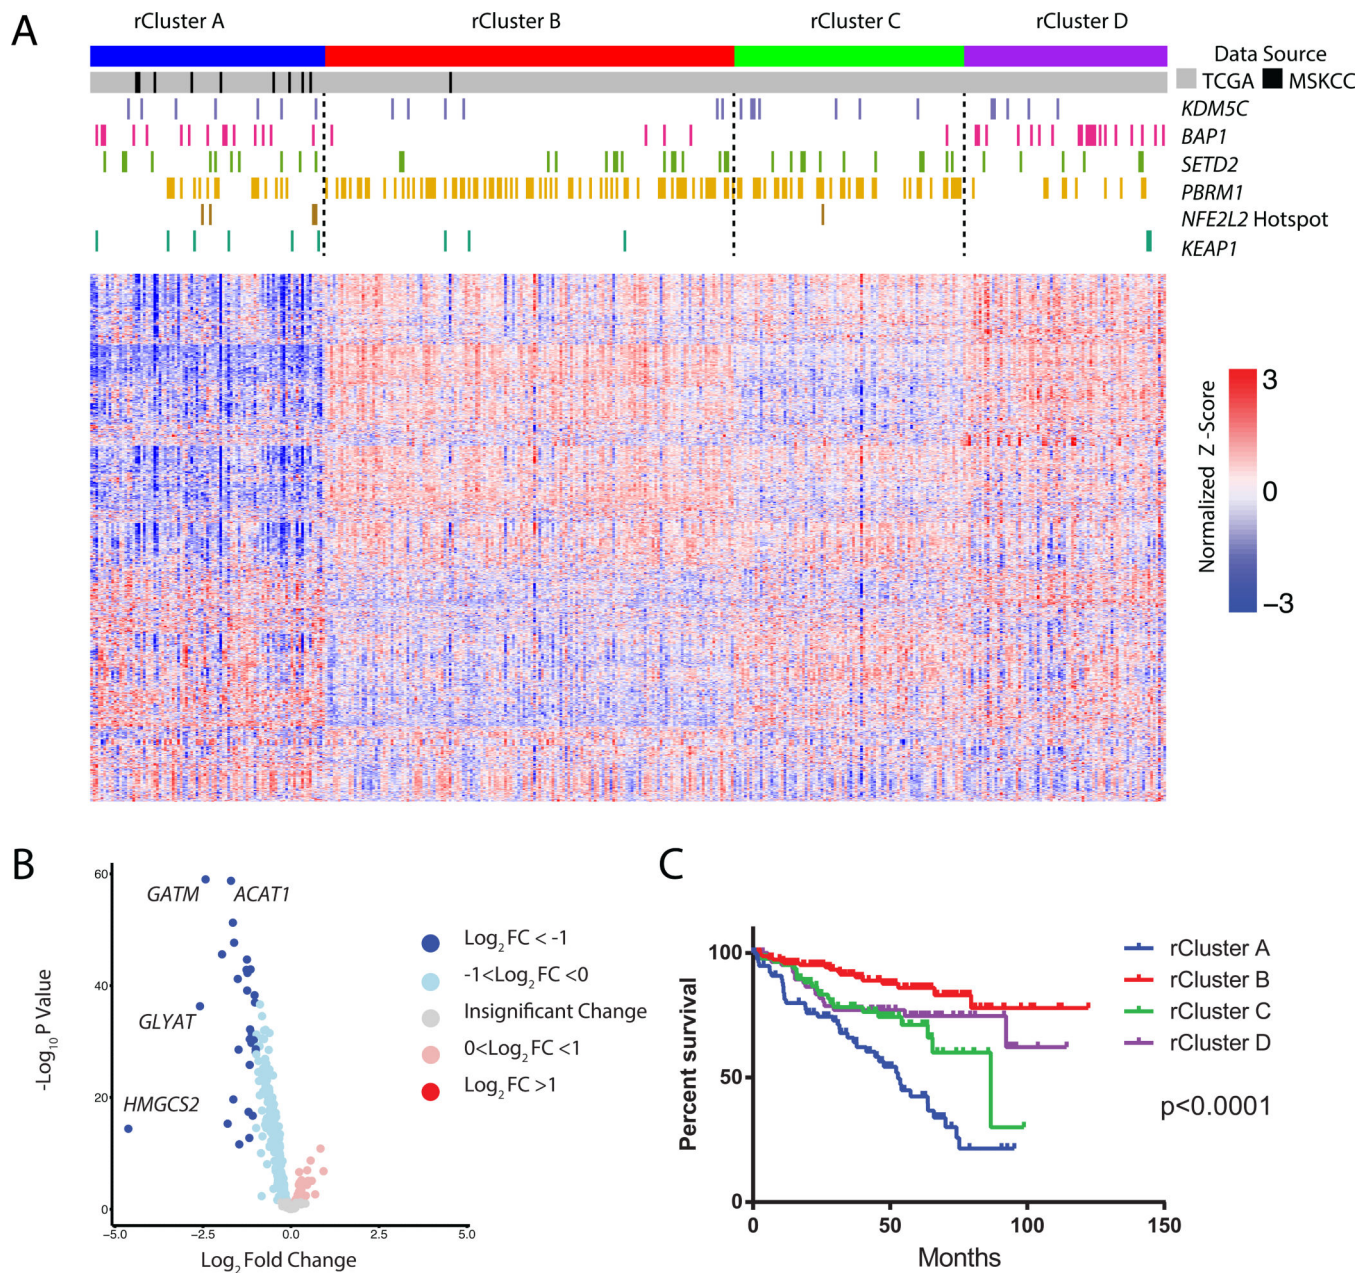 A
rCluster A
rCluster B
rCluster C
rCluster D
Data Source
TCGA
MSKCC
KDM5C
BAP1
SETD2
PBRM1
NFE2L2 Hotspot
KEAP1
Normalized Z -Score
3
0
−3
B
-Log10 P Value
60
40
20
0
GATM
ACAT1
GLYAT
HMGCS2
−5.0
−2.5
0.0
2.5
5.0
Log2 Fold Change
Log2 FC < -1
-1<Log2 FC <0
Insignificant Change
0<Log2 FC <1
Log2 FC >1
C
Percent survival
100
50
0
0
50
100
150
Months
rCluster A
rCluster B
rCluster C
rCluster D
p<0.0001